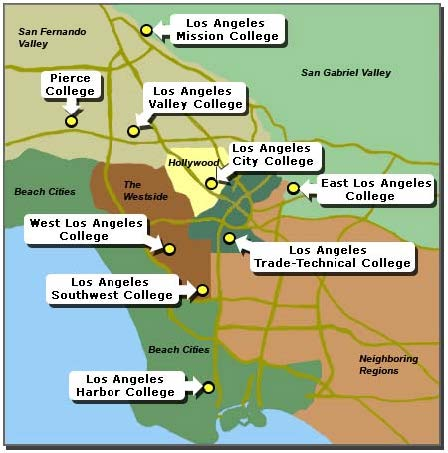 Los Angeles
Mission College
San Fernando
Valley
San Gabriel Valley
Pierce
College
Los Angeles
Valley College
Hollywood
Los Angeles
City College
Beach Cities
The
Westside
East Los Angeles
College
West Los Angeles
College
Los Angeles
Trade-Technical College
Los Angeles
Southwest College
Beach Cities
Neighboring
Regions
Los Angeles
Harbor College